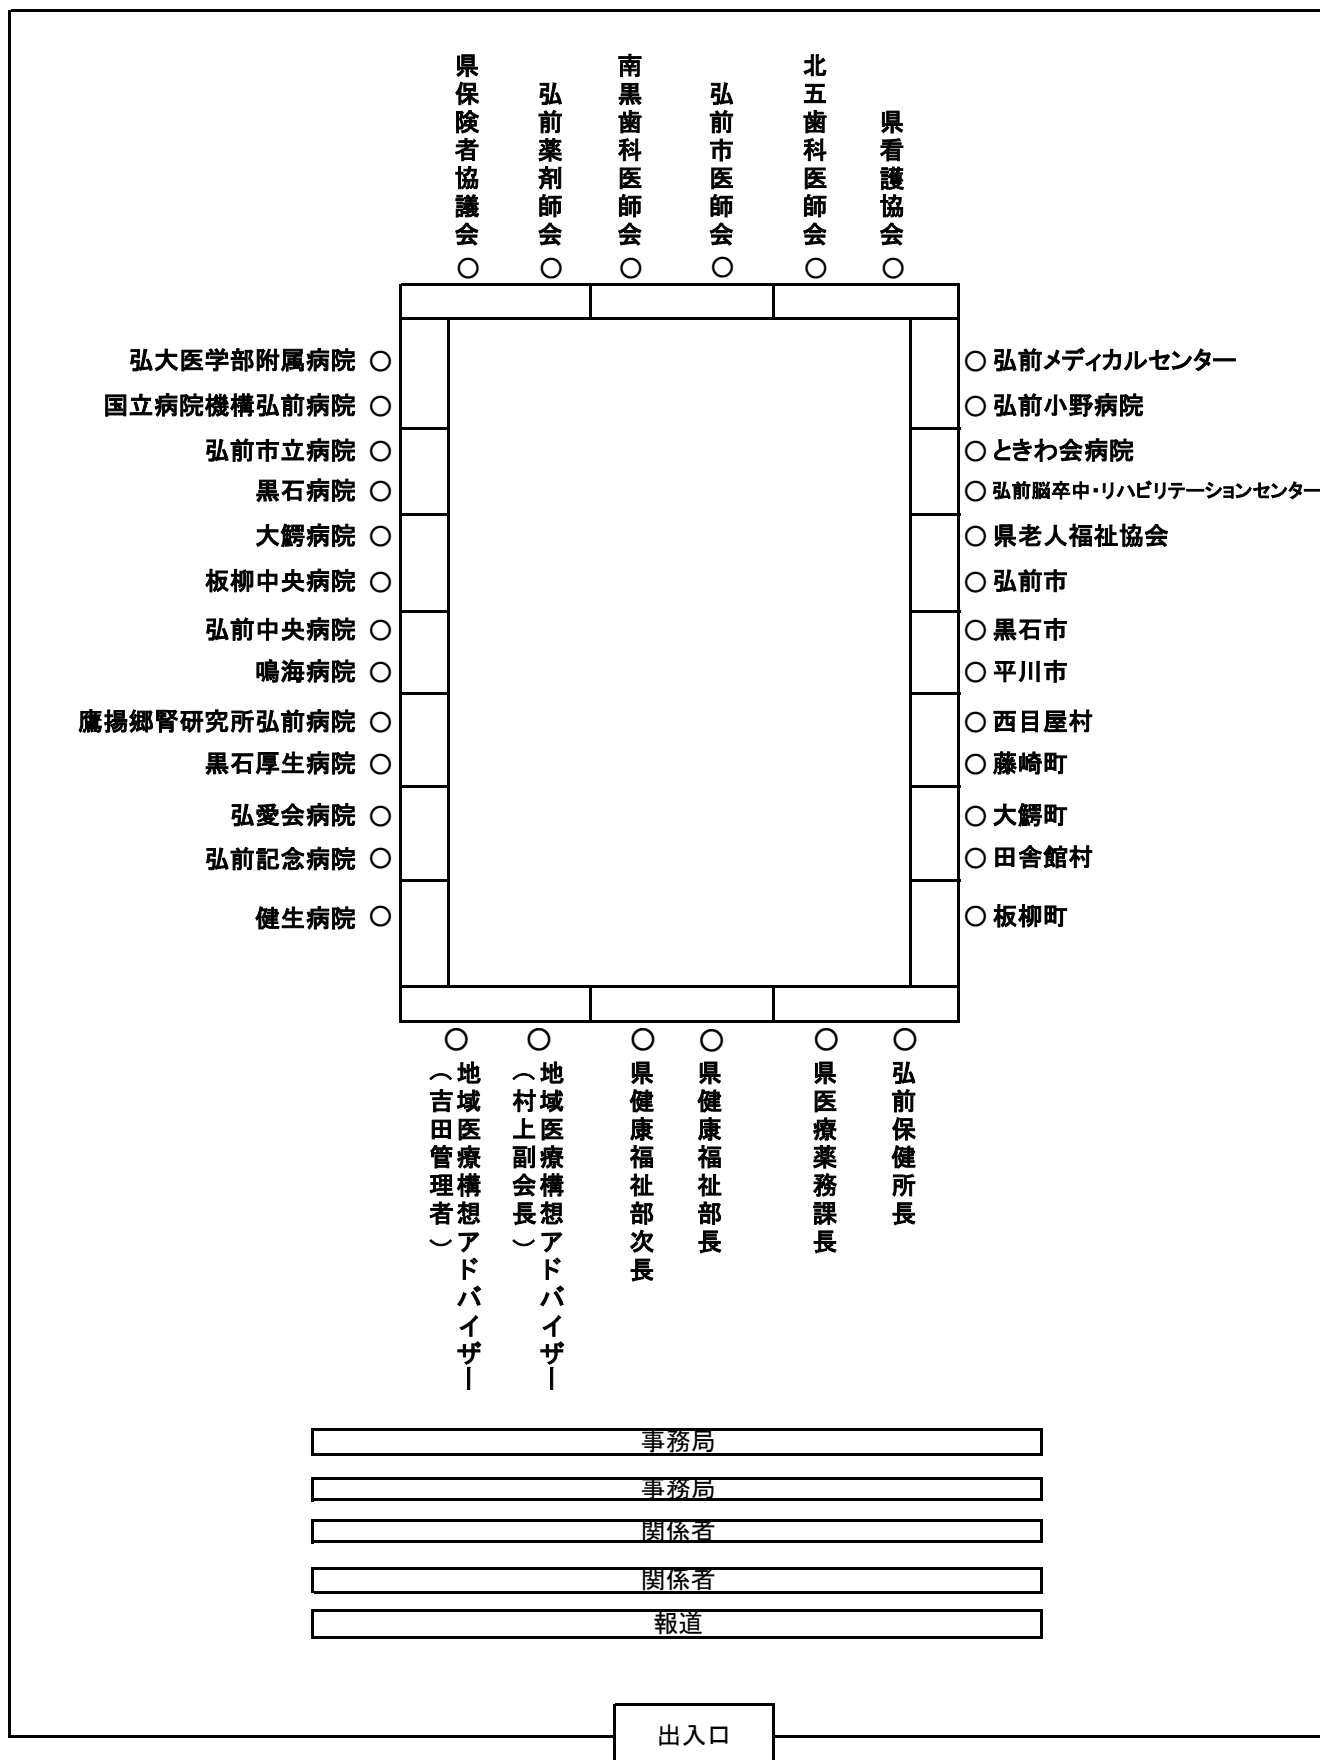 県保険者協議会
弘前薬剤師会
南黒歯科医師会
弘前市医師会
北五歯科医師会
県看護協会
弘大医学部附属病院
国立病院機構弘前病院
弘前市立病院
黒石病院
大鰐病院
板柳中央病院
弘前中央病院
鳴海病院
鷹揚郷腎研究所弘前病院
黒石厚生病院
弘愛会病院
弘前記念病院
健生病院
弘前メディカルセンター
弘前小野病院
ときわ会病院
弘前脳卒中・リハビリテーションセンター
県老人福祉協会
弘前市
黒石市
平川市
西目屋村
藤崎町
大鰐町
田舎館村
板柳町
地域医療構想アドバイザー
（吉田管理者）
地域医療構想アドバイザー
（村上副会長）
県健康福祉部次長
県健康福祉部長
県医療薬務課長
弘前保健所長
事務局
事務局
関係者
関係者
報道
出入口